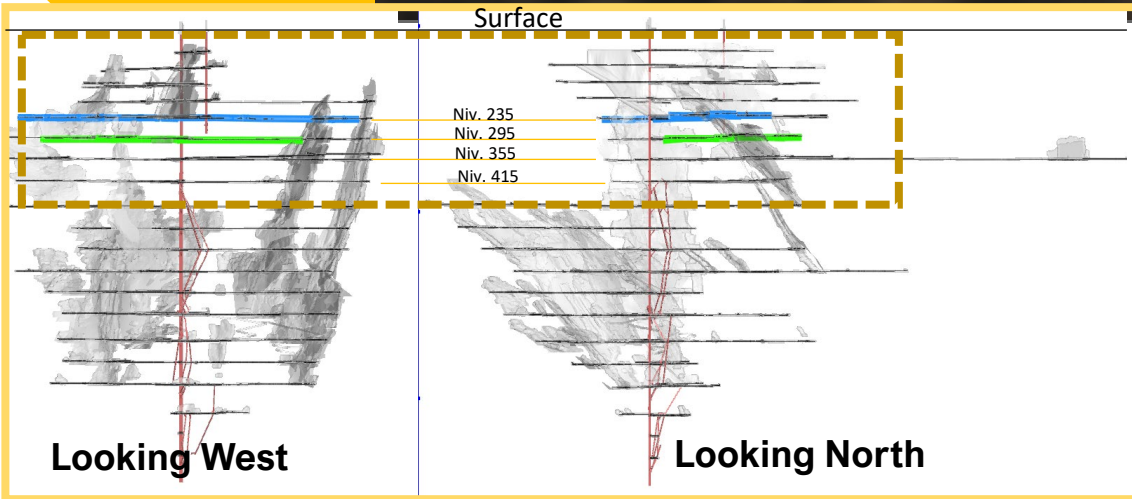 Surface
Niv. 235
Niv. 295
Niv. 355
Niv. 415
Looking West
Looking North